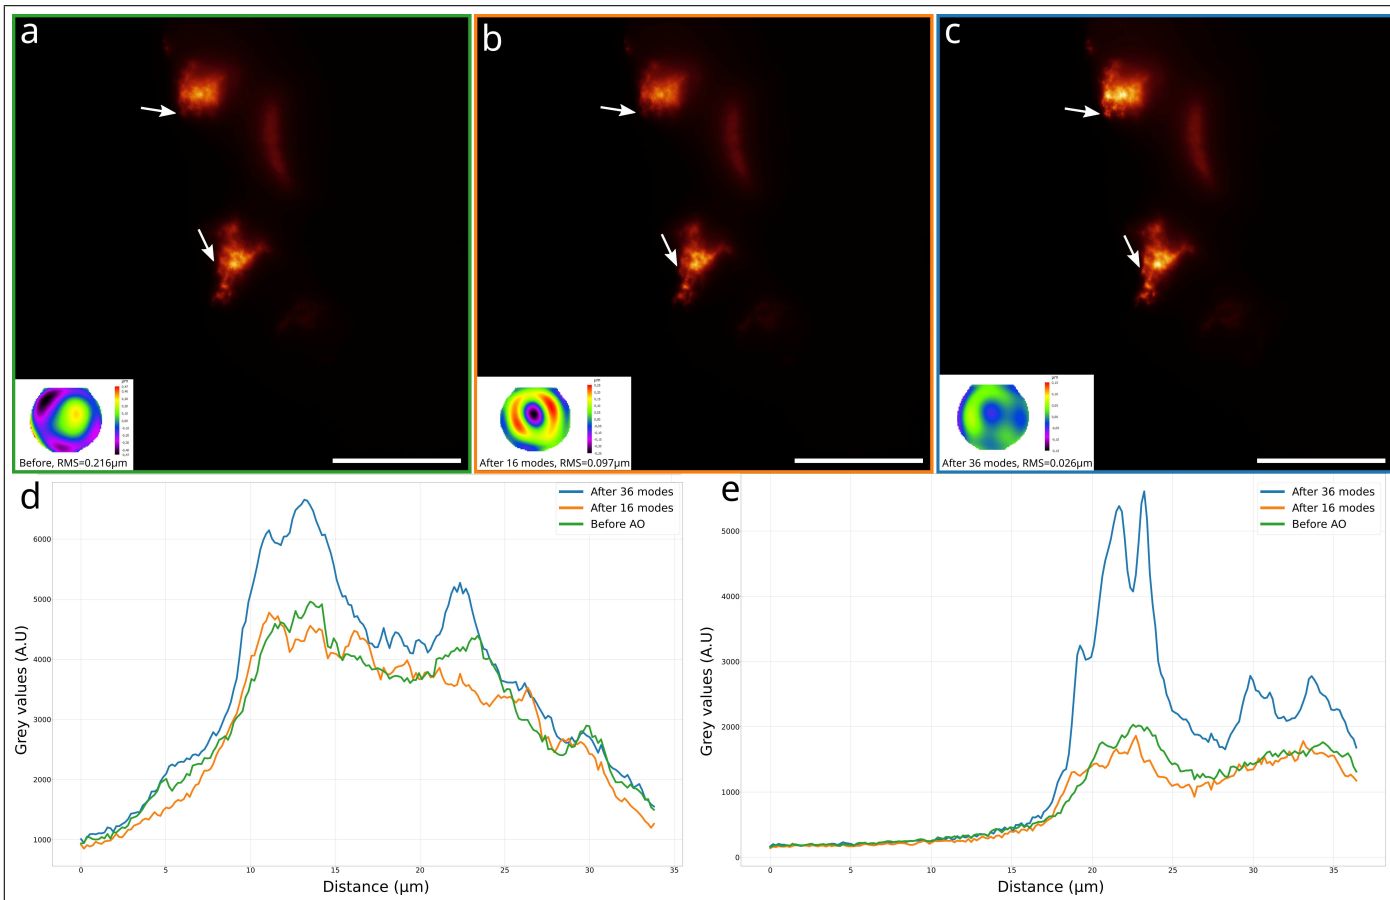 a
b
c
µm
µm
µm
Before, RMS=0.216µm
After 16 modes, RMS=0.097µm
After 36 modes, RMS=0.026µm
d
After 36 modes
After 16 modes
Before AO
6000
5000
4000
3000
2000
1000
Grey values (A.U)
0 5 10 15 20 25 30 35
Distance (µm)
e
After 36 modes
After 16 modes
Before AO
5000
4000
3000
2000
1000
0
Grey values (A.U)
0 5 10 15 20 25 30 35
Distance (µm)